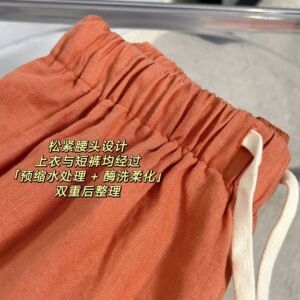 松紧腰头设计
上衣与短裤均经过
「预缩水处理 + 酶洗柔化」
双重后整理